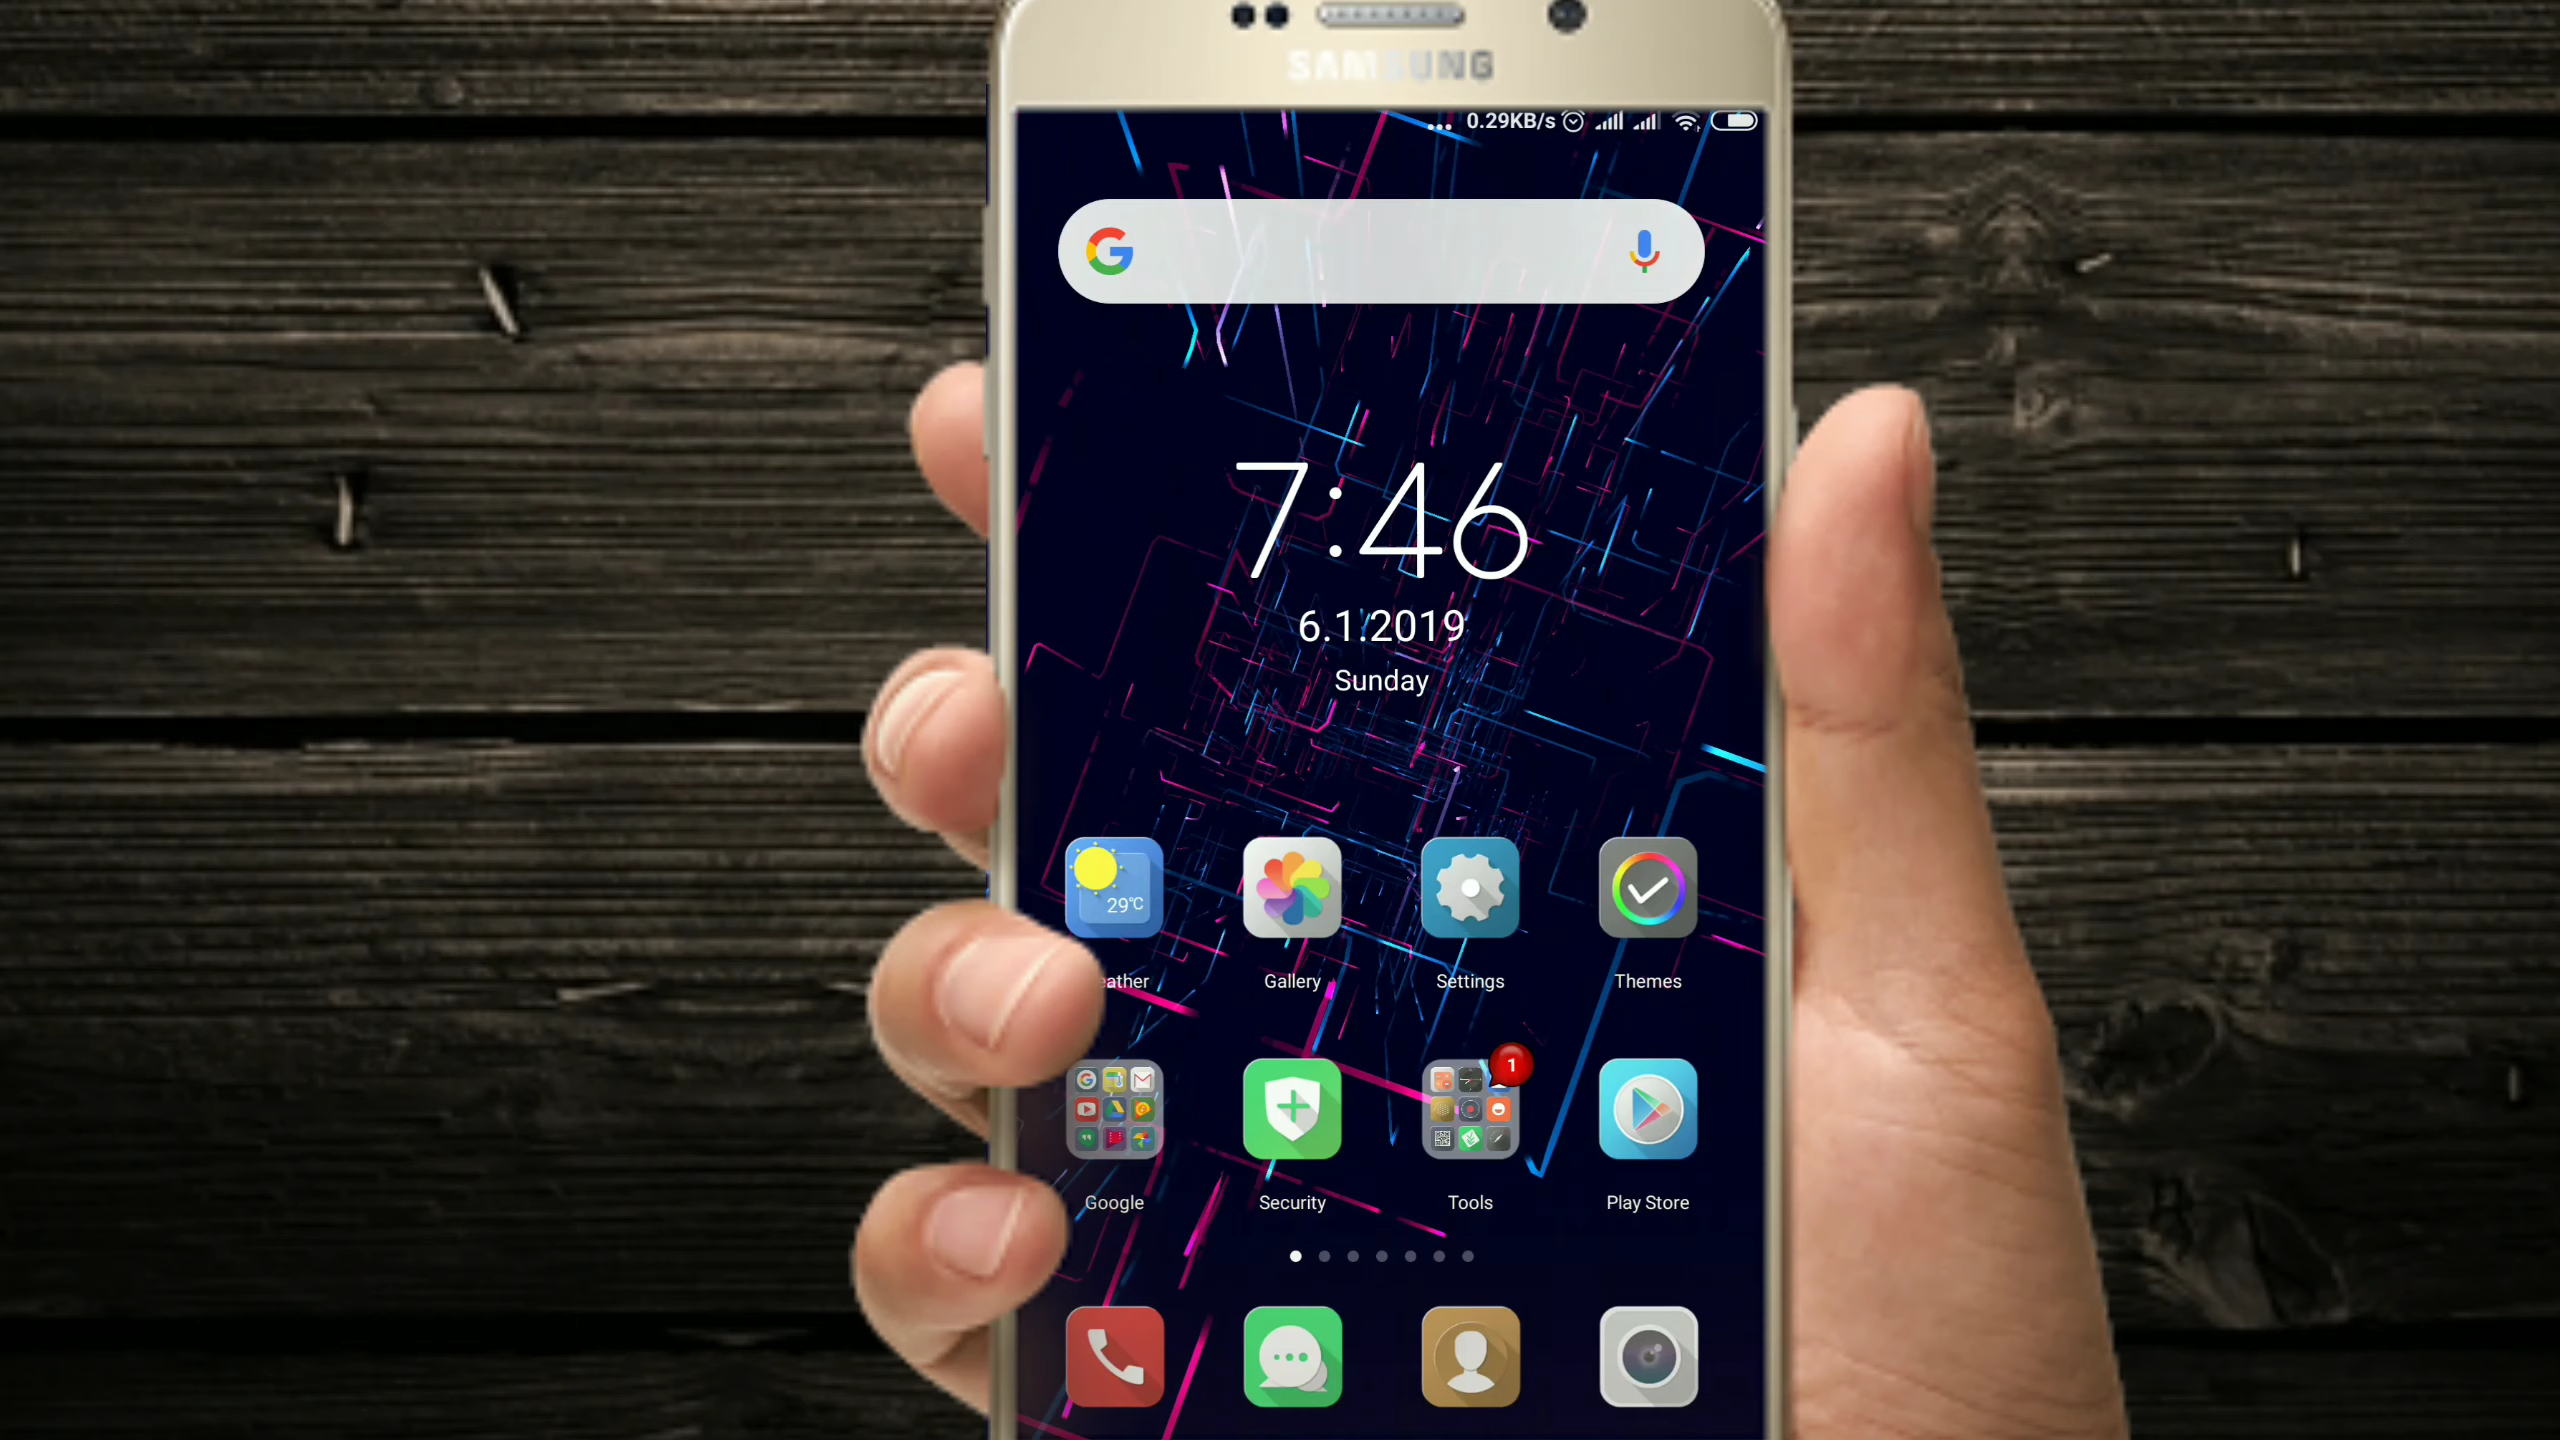 SAMSUNG
... 0.29KB/s
7:46
6.1.2019
Sunday
29°C
eather
Gallery
Settings
Themes
1
Google
Security
Tools
Play Store